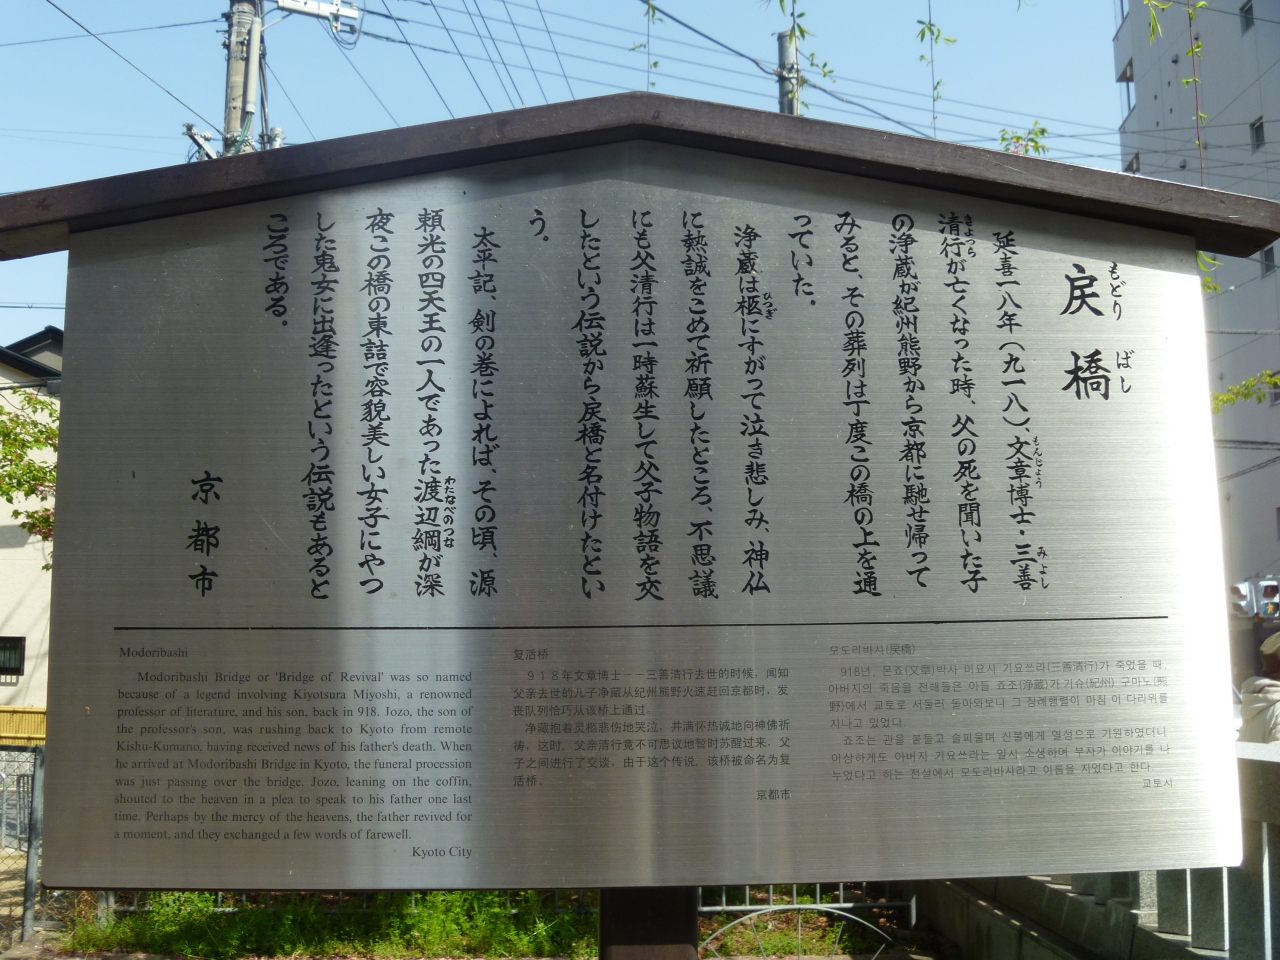 戻橋
もどり ばし
延喜一八年(九一八)、文章博士・三善
もんじょう みよし
清行が亡くなった時、父の死を聞いた子
きよつら
の浄蔵が紀州熊野から京都に馳せ帰って
みると、その葬列は丁度この橋の上を通
っていた。
浄蔵は柩にすがって泣き悲しみ、神仏
ひつぎ
に熱誠をこめて祈願したところ、不思議
にも父清行は一時蘇生して父子物語を交
したという伝説から戻橋と名付けたとい
う。
太平記、剣の巻によれば、その頃、源
頼光の四天王の一人であった渡辺綱が深
わたなべのつな
夜この橋の東詰で容貌美しい女子にやつ
した鬼女に出逢ったという伝説もあると
ころである。
京都市
Modoribashi
Modoribashi Bridge or 'Bridge of Revival' was so named
because of a legend involving Kiyotsura Miyoshi, a renowned
professor of literature, and his son, back in 918. Jozo, the son of
the professor's son, was rushing back to Kyoto from remote
Kishu-Kumano, having received news of his father's death. When
he arrived at Modoribashi Bridge in Kyoto, the funeral procession
was just passing over the bridge. Jozo, leaning on the coffin,
shouted to the heaven in a plea to speak to his father one last
time. Perhaps by the mercy of the heavens, the father revived for
a moment, and they exchanged a few words of farewell.
Kyoto City
复活桥
918年文章博士——三善清行去世的时候，闻知
父亲去世的儿子净藏从纪州熊野火速赶回京都时，发
丧队列恰巧从该桥上通过。
净藏抱着灵柩悲伤地哭泣，并满怀热诚地向神佛祈
祷，这时，父亲清行竟不可思议地暂时苏醒过来，父
子之间进行了交谈，由于这个传说，该桥被命名为复
活桥。
京都市
모도리바시(戻橋)
918년, 몬죠(文章)박사 미요시 기요쓰라(三善清行)가 죽었을 때,
아버지의 죽음을 전해들은 아들 죠조(浄蔵)가 기슈(紀州), 구마노(熊
野)에서 교토로 서둘러 돌아와보니 그 장례행렬이 마침 이 다리위를
지나고 있었다.
죠조는 관을 붙들고 슬피울며 신불에게 열성으로 기원하였더니
이상하게도 아버지 기요쓰라는 일시 소생하여 부자가 이야기를 나
누었다고 하는 전설에서 모도리바시라고 이름을 지었다고 한다.
교토시